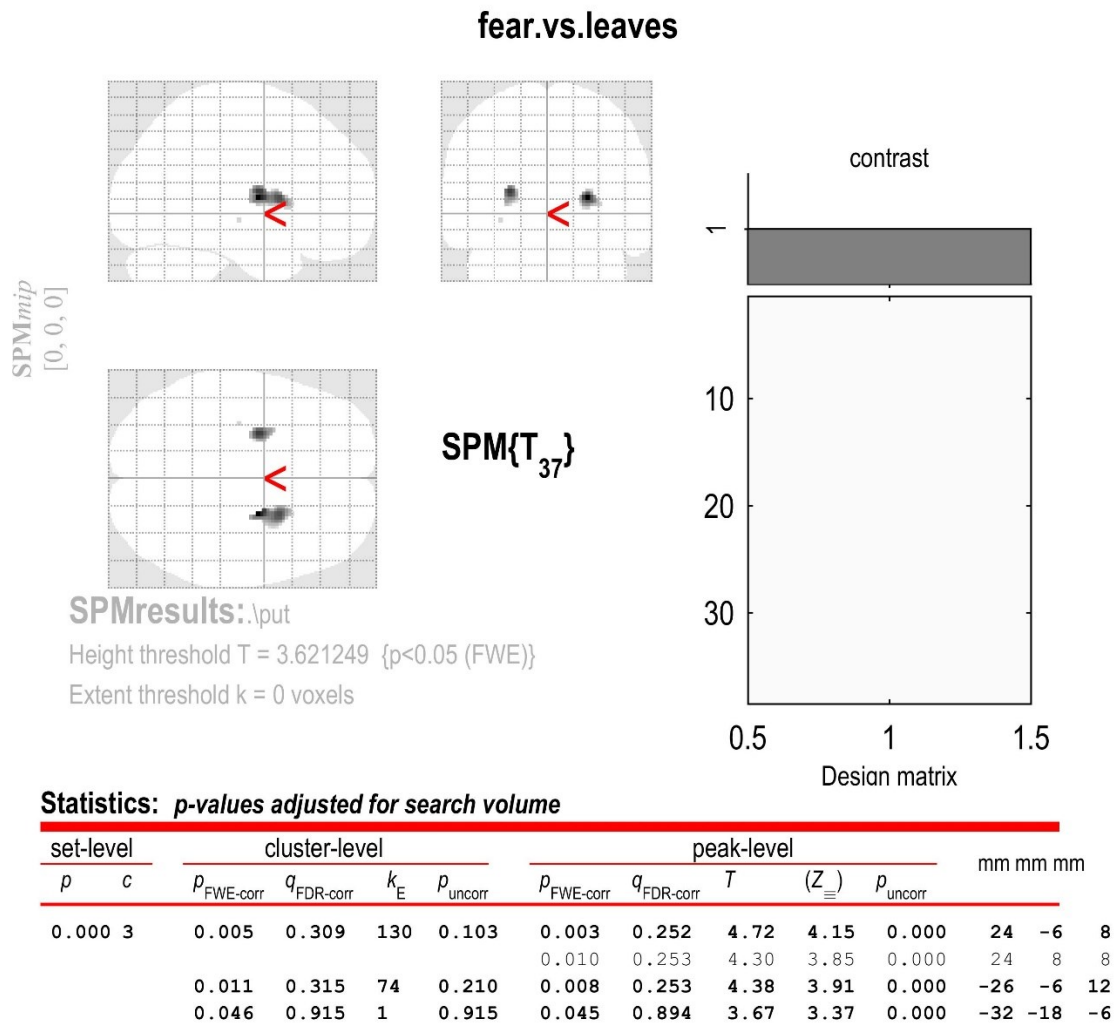 fear.vs.leaves
SPMmip
[0, 0, 0]
<
<
<
SPM{T37}
contrast
1
10
20
30
0.5 1 1.5
Design matrix
SPMresults: .\put
Height threshold T = 3.621249 {p<0.05 (FWE)}
Extent threshold k = 0 voxels
Statistics: p-values adjusted for search volume
set-level cluster-level peak-level mm mm mm
p c pFWE-corr qFDR-corr kE puncorr pFWE-corr qFDR-corr T (Z≡) puncorr
0.000 3 0.005 0.309 130 0.103 0.003 0.252 4.72 4.15 0.000 24 -6 8
0.010 0.253 4.30 3.85 0.000 24 8 8
0.011 0.315 74 0.210 0.008 0.253 4.38 3.91 0.000 -26 -6 12
0.046 0.915 1 0.915 0.045 0.894 3.67 3.37 0.000 -32 -18 -6